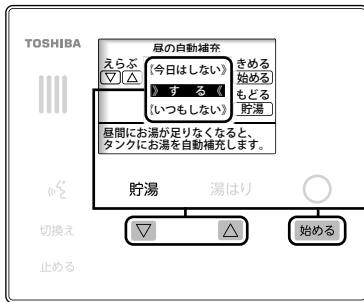 TOSHIBA
昼の自動補充
えらぶ
▽△
《今日はしない》
》する《
《いつもしない》
きめる
始める
もどる
貯湯
昼間にお湯が足りなくなると、
タンクにお湯を自動補充します。
貯湯
湯はり
切換え
▽
△
始める
止める